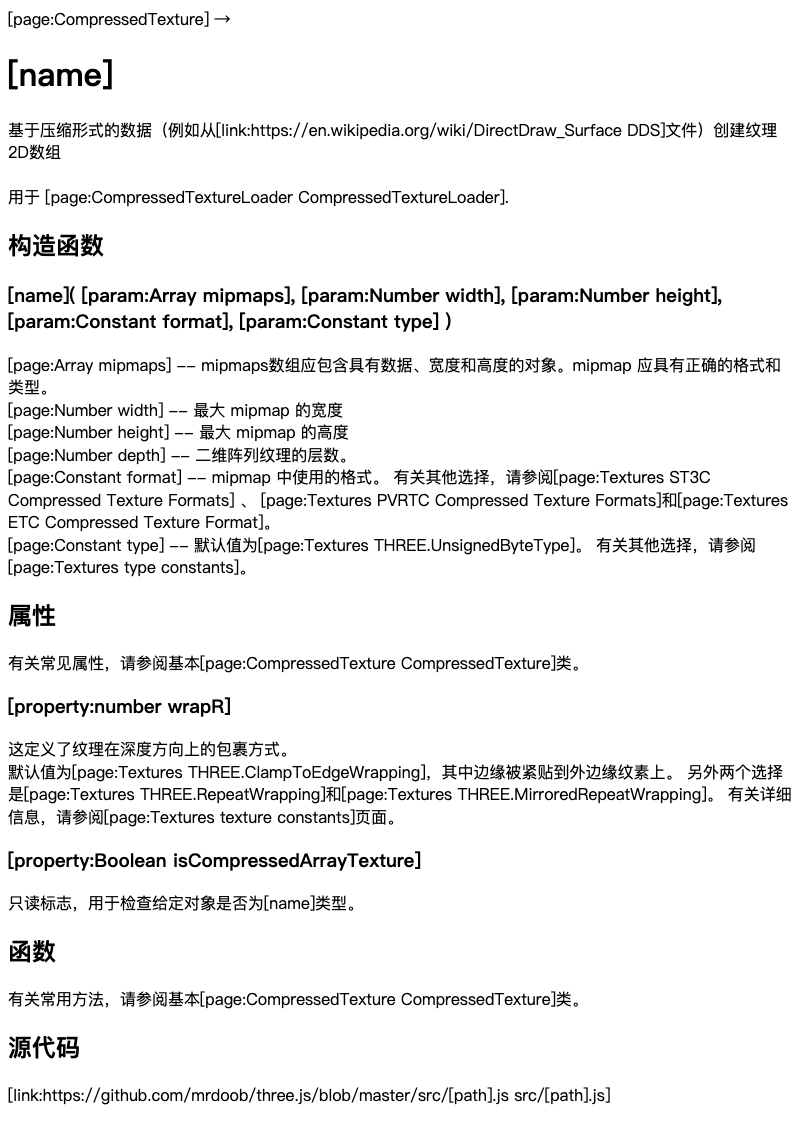 [page:CompressedTexture] →
[name]
基于压缩形式的数据（例如从[link:https://en.wikipedia.org/wiki/DirectDraw_Surface DDS]文件）创建纹理
2D数组
用于 [page:CompressedTextureLoader CompressedTextureLoader].
构造函数
[name]( [param:Array mipmaps], [param:Number width], [param:Number height],
[param:Constant format], [param:Constant type] )
[page:Array mipmaps] -- mipmaps数组应包含具有数据、宽度和高度的对象。mipmap 应具有正确的格式和
类型。
[page:Number width] -- 最大 mipmap 的宽度
[page:Number height] -- 最大 mipmap 的高度
[page:Number depth] -- 二维阵列纹理的层数。
[page:Constant format] -- mipmap 中使用的格式。 有关其他选择，请参阅[page:Textures ST3C
Compressed Texture Formats] 、 [page:Textures PVRTC Compressed Texture Formats]和[page:Textures
ETC Compressed Texture Format]。
[page:Constant type] -- 默认值为[page:Textures THREE.UnsignedByteType]。 有关其他选择，请参阅
[page:Textures type constants]。
属性
有关常见属性，请参阅基本[page:CompressedTexture CompressedTexture]类。
[property:number wrapR]
这定义了纹理在深度方向上的包裹方式。
默认值为[page:Textures THREE.ClampToEdgeWrapping]，其中边缘被紧贴到外边缘纹素上。 另外两个选择
是[page:Textures THREE.RepeatWrapping]和[page:Textures THREE.MirroredRepeatWrapping]。 有关详细
信息，请参阅[page:Textures texture constants]页面。
[property:Boolean isCompressedArrayTexture]
只读标志，用于检查给定对象是否为[name]类型。
函数
有关常用方法，请参阅基本[page:CompressedTexture CompressedTexture]类。
源代码
[link:https://github.com/mrdoob/three.js/blob/master/src/[path].js src/[path].js]